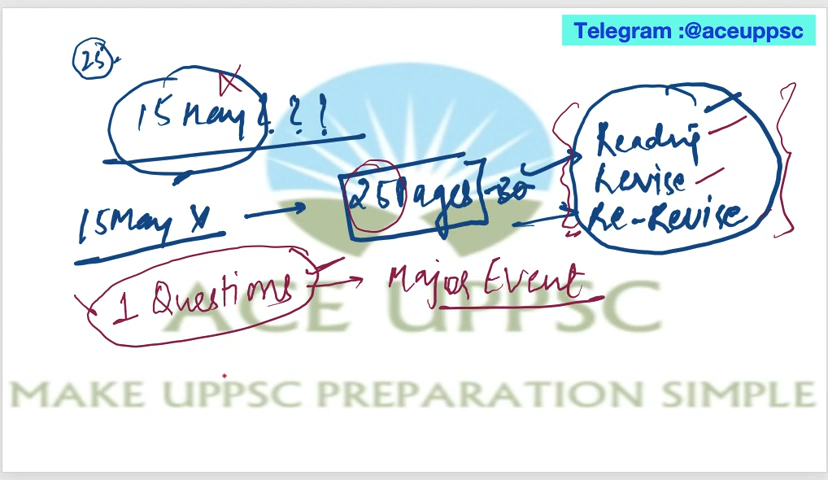 Telegram :@aceuppsc
25
15 May ? ? !
Reading
25 Pages - 30
Revise
15 May X
Re-Revise
1 Questions → Major Event
ACE UPPSC
MAKE UPPSC PREPARATION SIMPLE